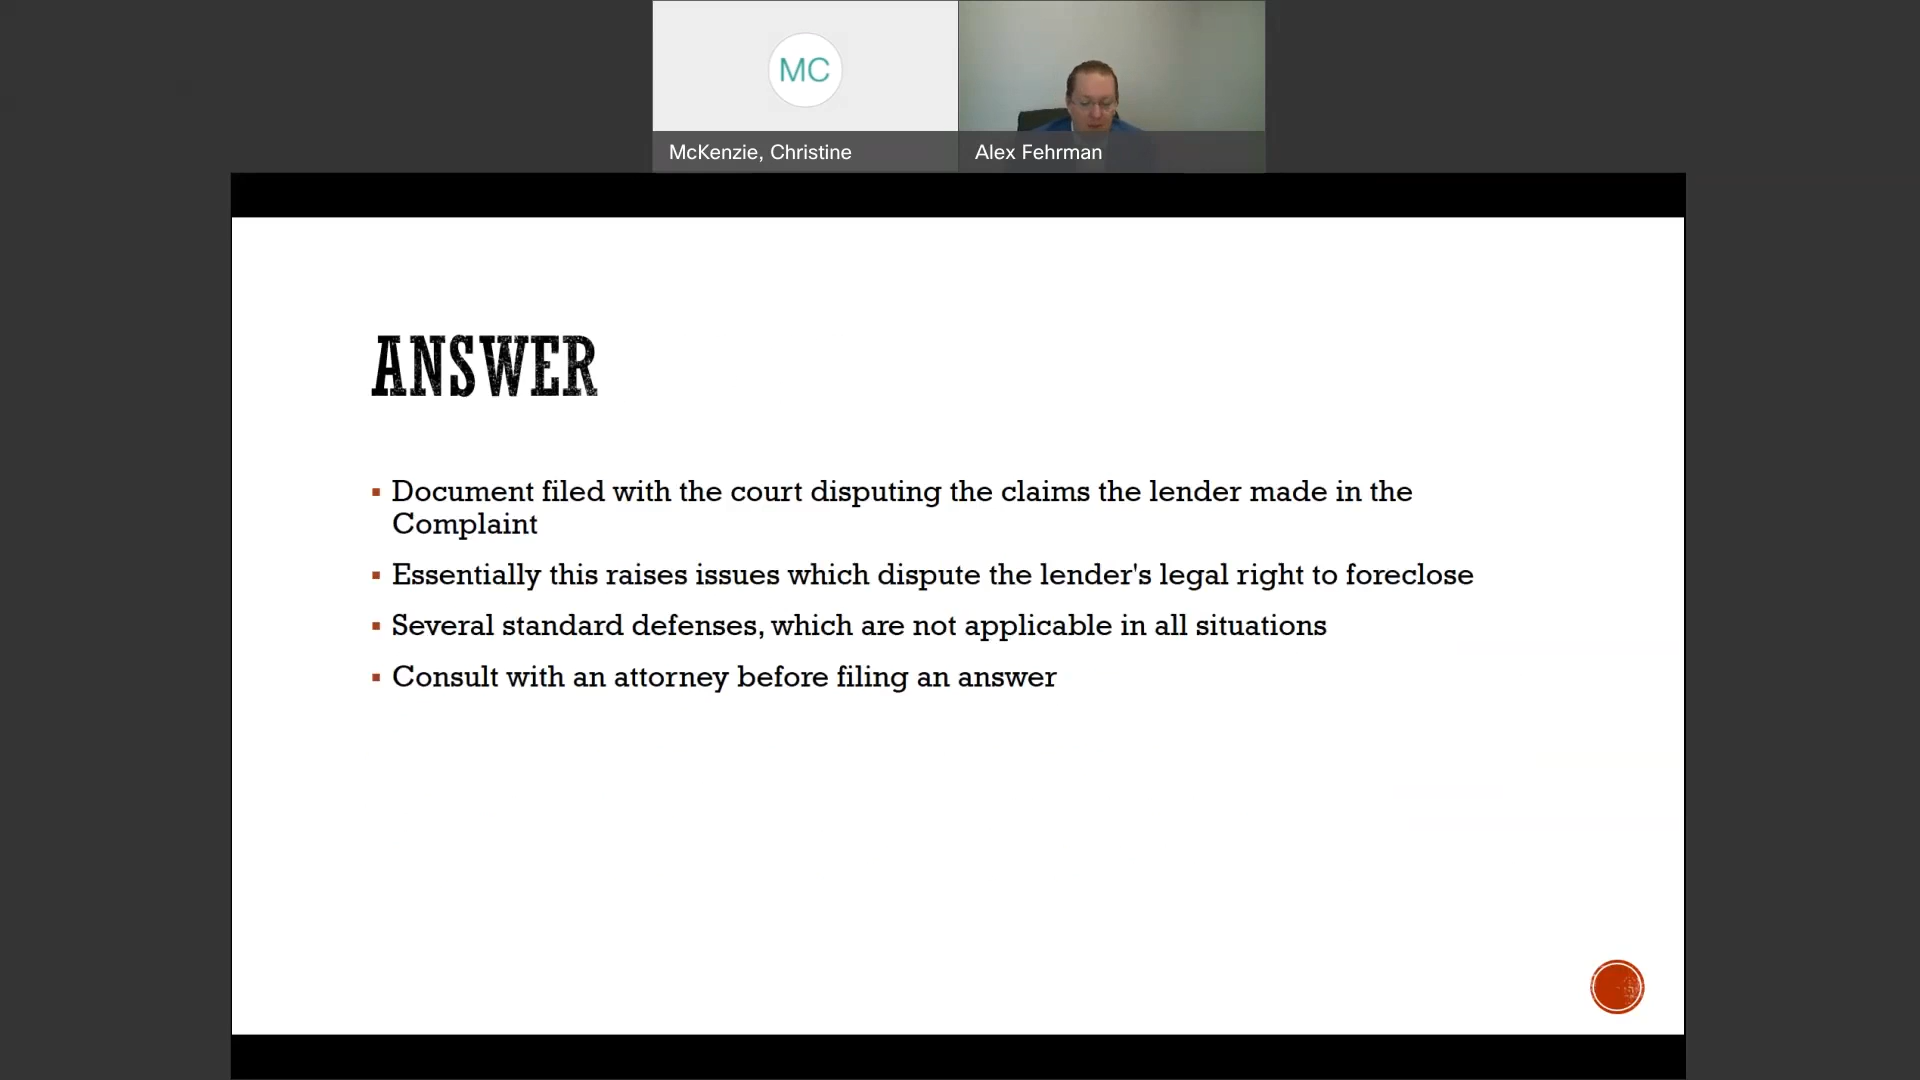 MC
McKenzie, Christine
Alex Fehrman
ANSWER
▪ Document filed with the court disputing the claims the lender made in the
Complaint
▪ Essentially this raises issues which dispute the lender's legal right to foreclose
▪ Several standard defenses, which are not applicable in all situations
▪ Consult with an attorney before filing an answer